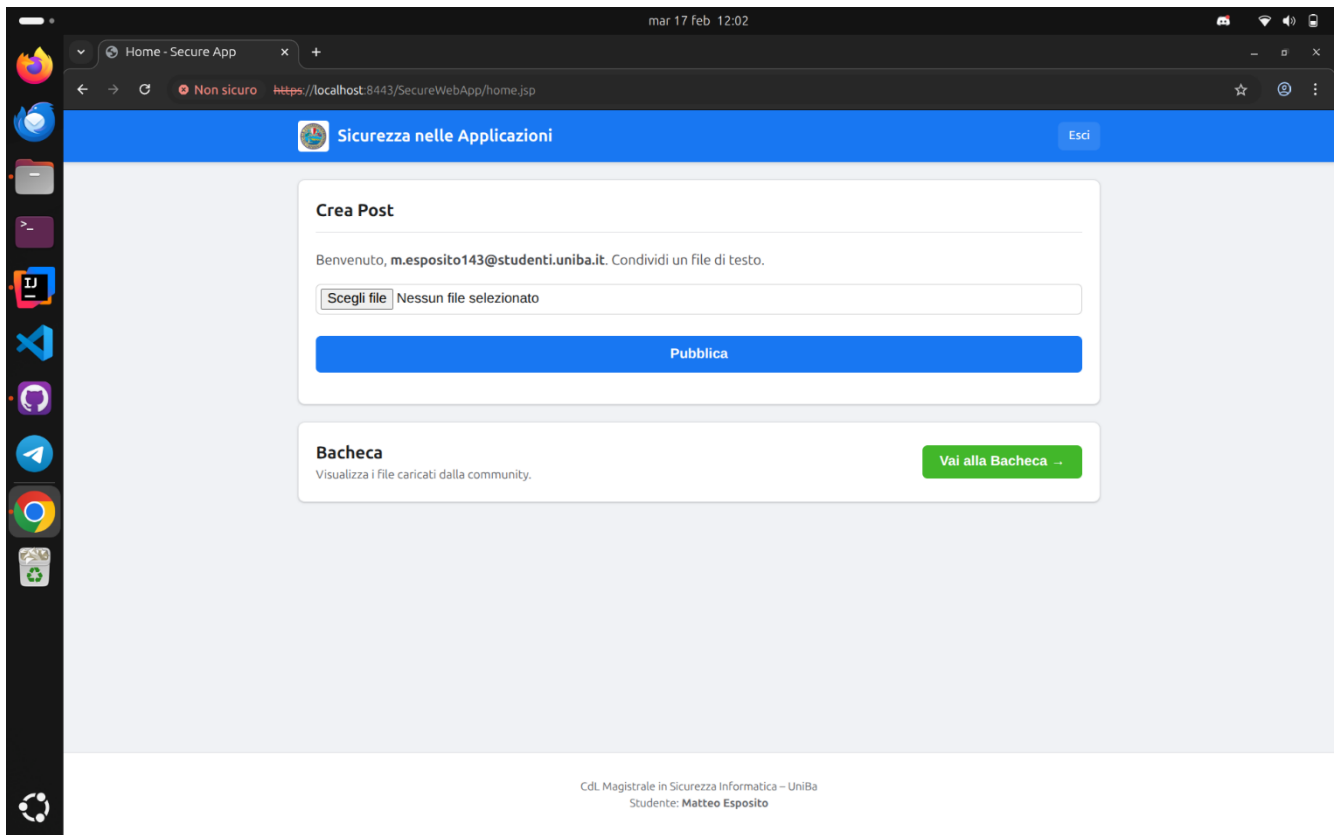 mar 17 feb 12:02
Home - Secure App
Non sicuro https://localhost:8443/SecureWebApp/home.jsp
Sicurezza nelle Applicazioni
Esci
Crea Post
Benvenuto, m.esposito143@studenti.uniba.it. Condividi un file di testo.
Scegli file Nessun file selezionato
Pubblica
Bacheca
Visualizza i file caricati dalla community.
Vai alla Bacheca →
CdL Magistrale in Sicurezza Informatica – UniBa
Studente: Matteo Esposito